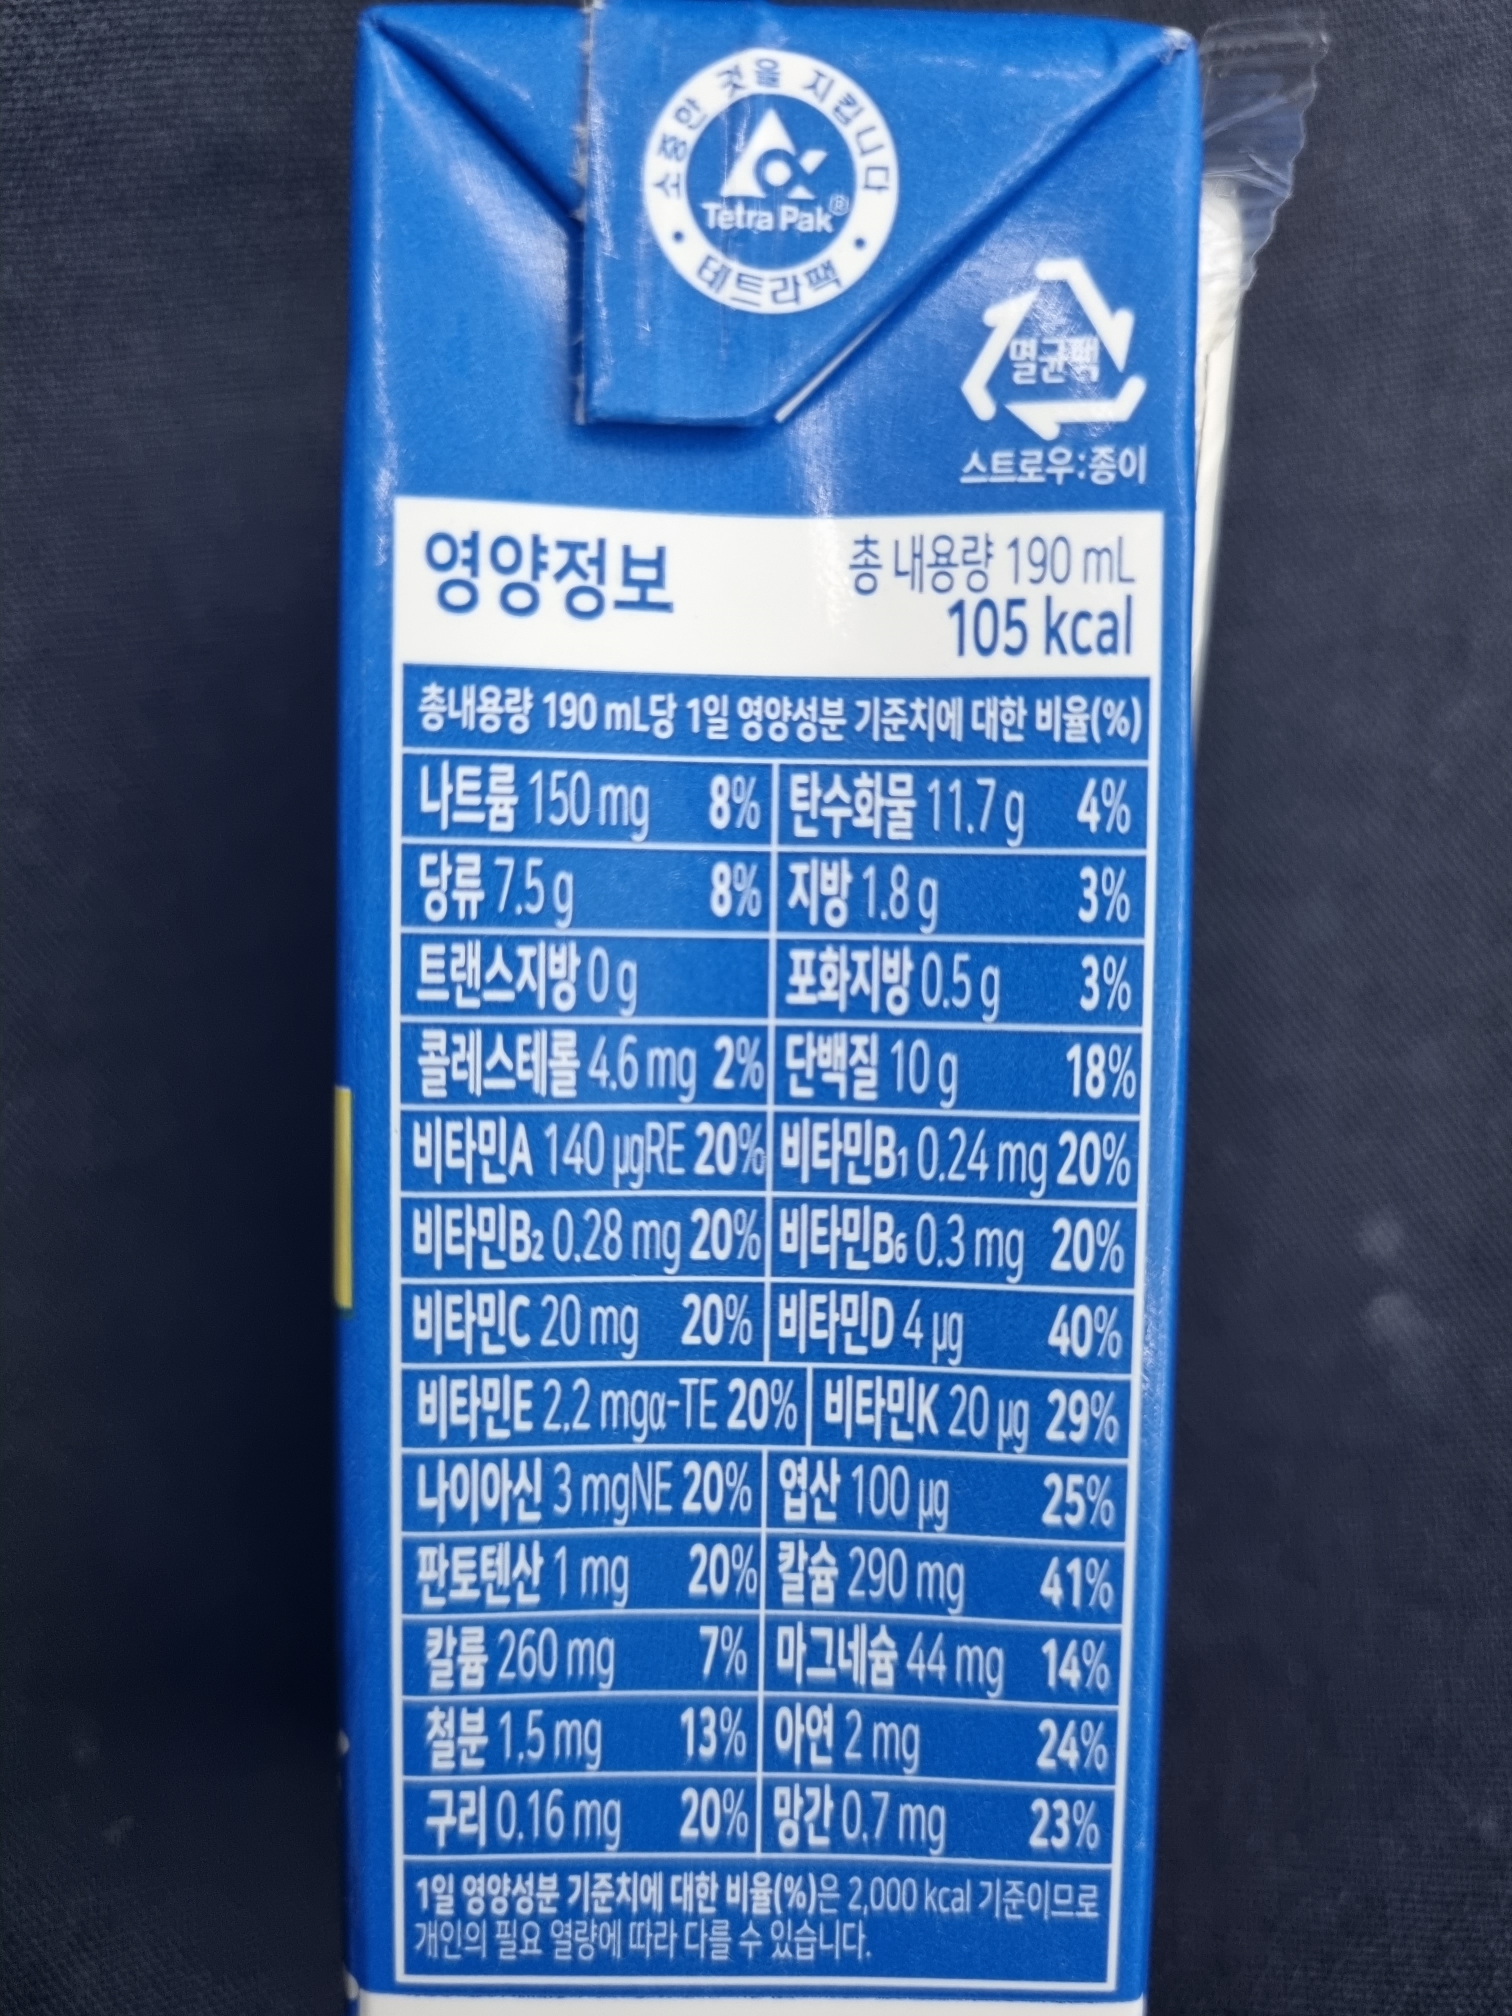 소중한 것을 지킵니다
Tetra Pak®
• 테트라팩 •
멸균팩
스트로우:종이
영양정보
총 내용량 190 mL
105 kcal
총내용량 190 mL당 1일 영양성분 기준치에 대한 비율(%)
나트륨 150 mg 8% 탄수화물 11.7 g 4%
당류 7.5 g 8% 지방 1.8 g 3%
트랜스지방 0 g 포화지방 0.5 g 3%
콜레스테롤 4.6 mg 2% 단백질 10 g 18%
비타민A 140 μgRE 20% 비타민B₁ 0.24 mg 20%
비타민B₂ 0.28 mg 20% 비타민B₆ 0.3 mg 20%
비타민C 20 mg 20% 비타민D 4 μg 40%
비타민E 2.2 mgα-TE 20% 비타민K 20 μg 29%
나이아신 3 mgNE 20% 엽산 100 μg 25%
판토텐산 1 mg 20% 칼슘 290 mg 41%
칼륨 260 mg 7% 마그네슘 44 mg 14%
철분 1.5 mg 13% 아연 2 mg 24%
구리 0.16 mg 20% 망간 0.7 mg 23%
1일 영양성분 기준치에 대한 비율(%)은 2,000 kcal 기준이므로
개인의 필요 열량에 따라 다를 수 있습니다.